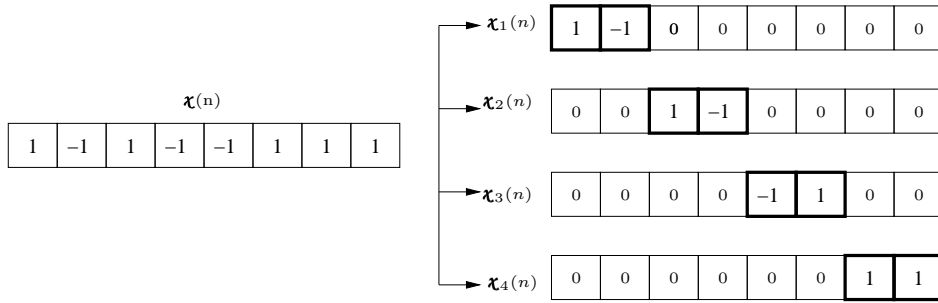 𝔁(n)
1 –1 1 –1 –1 1 1 1
𝔁1(n) 1 –1 0 0 0 0 0 0
𝔁2(n) 0 0 1 –1 0 0 0 0
𝔁3(n) 0 0 0 0 –1 1 0 0
𝔁4(n) 0 0 0 0 0 0 1 1